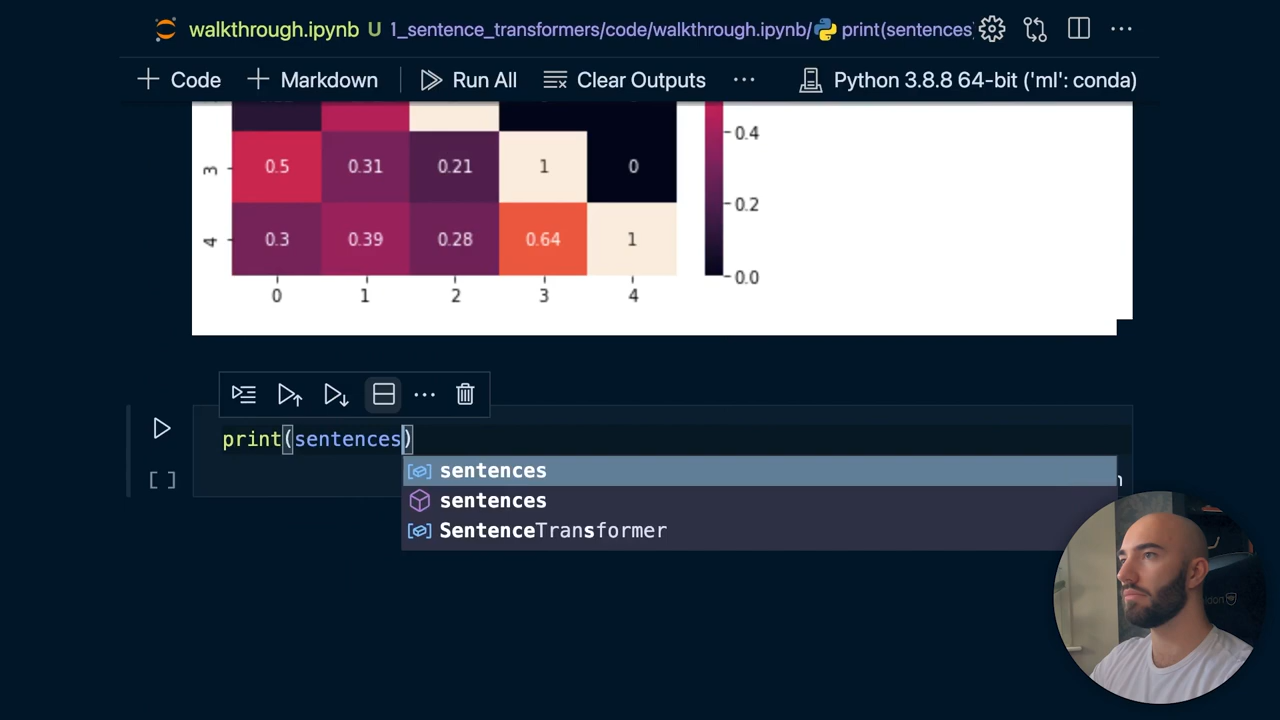 walkthrough.ipynb U 1_sentence_transformers/code/walkthrough.ipynb/ print(sentences
Code Markdown Run All Clear Outputs ··· Python 3.8.8 64-bit ('ml': conda)
0.4
3 0.5 0.31 0.21 1 0
0.2
4 0.3 0.39 0.28 0.64 1
0.0
0 1 2 3 4
print(sentences)
sentences
[ ]
sentences
SentenceTransformer